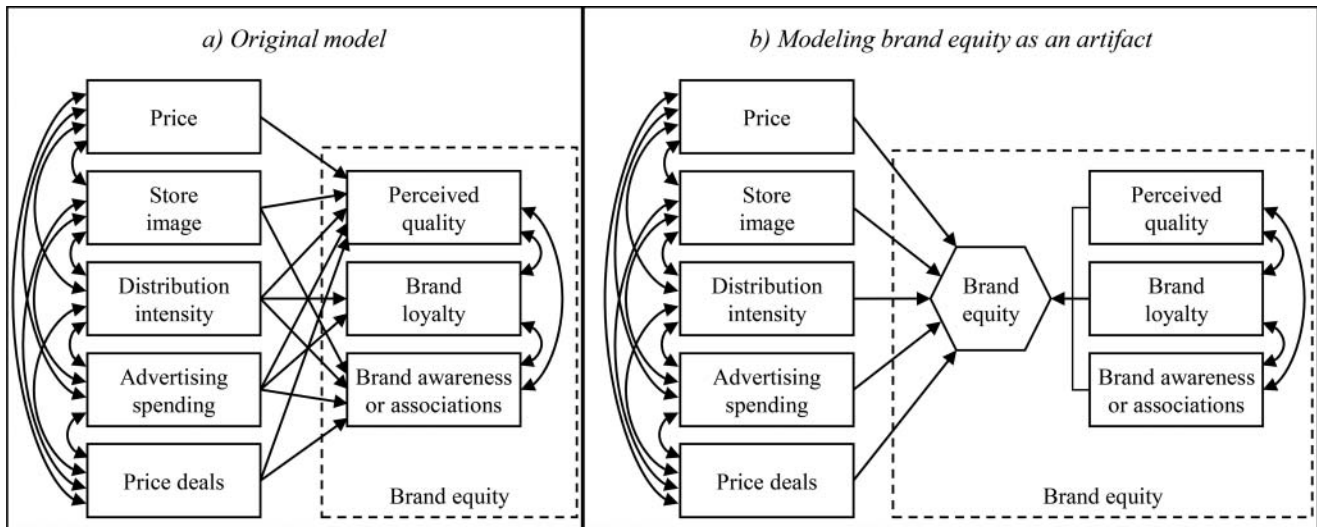 a) Original model
Price
Store
image
Distribution
intensity
Advertising
spending
Price deals
Perceived
quality
Brand
loyalty
Brand awareness
or associations
Brand equity
b) Modeling brand equity as an artifact
Price
Store
image
Distribution
intensity
Advertising
spending
Price deals
Brand
equity
Perceived
quality
Brand
loyalty
Brand awareness
or associations
Brand equity